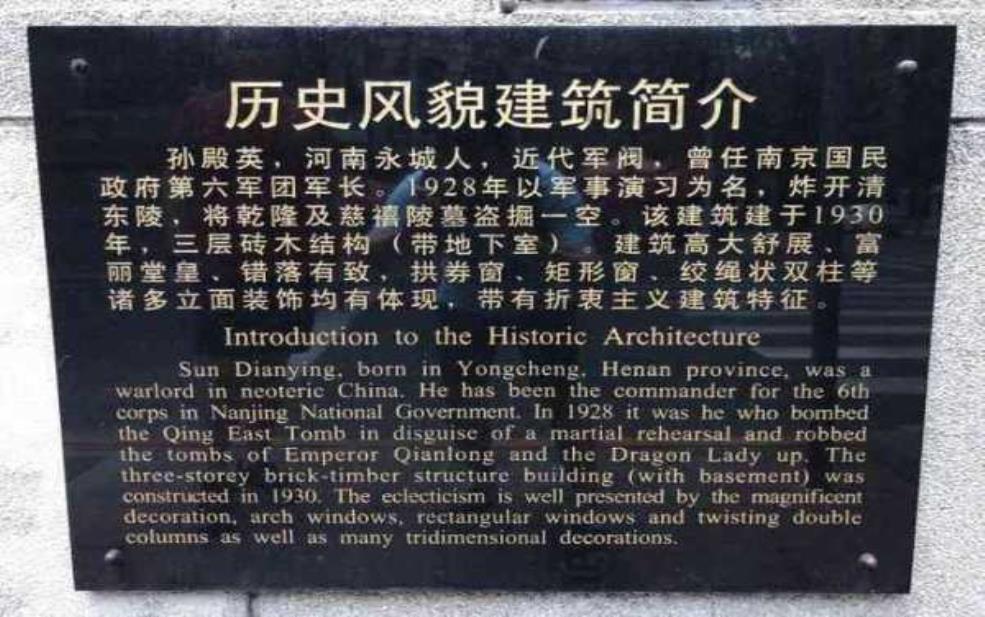 历史风貌建筑简介
孙殿英，河南永城人，近代军阀，曾任南京国民
政府第六军团军长。1928年以军事演习为名，炸开清
东陵，将乾隆及慈禧陵墓盗掘一空。该建筑建于1930
年，三层砖木结构（带地下室）。建筑高大舒展、富
丽堂皇、错落有致，拱券窗、矩形窗、绞绳状双柱等
诸多立面装饰均有体现，带有折衷主义建筑特征。
Introduction to the Historic Architecture
Sun Dianying, born in Yongcheng, Henan province, was a
warlord in neoteric China. He has been the commander for the 6th
corps in Nanjing National Government. In 1928 it was he who bombed
the Qing East Tomb in disguise of a martial rehearsal and robbed
the tombs of Emperor Qianlong and the Dragon Lady up. The
three-storey brick-timber structure building (with basement) was
constructed in 1930. The eclecticism is well presented by the magnificent
decoration, arch windows, rectangular windows and twisting double
columns as well as many tridimensional decorations.